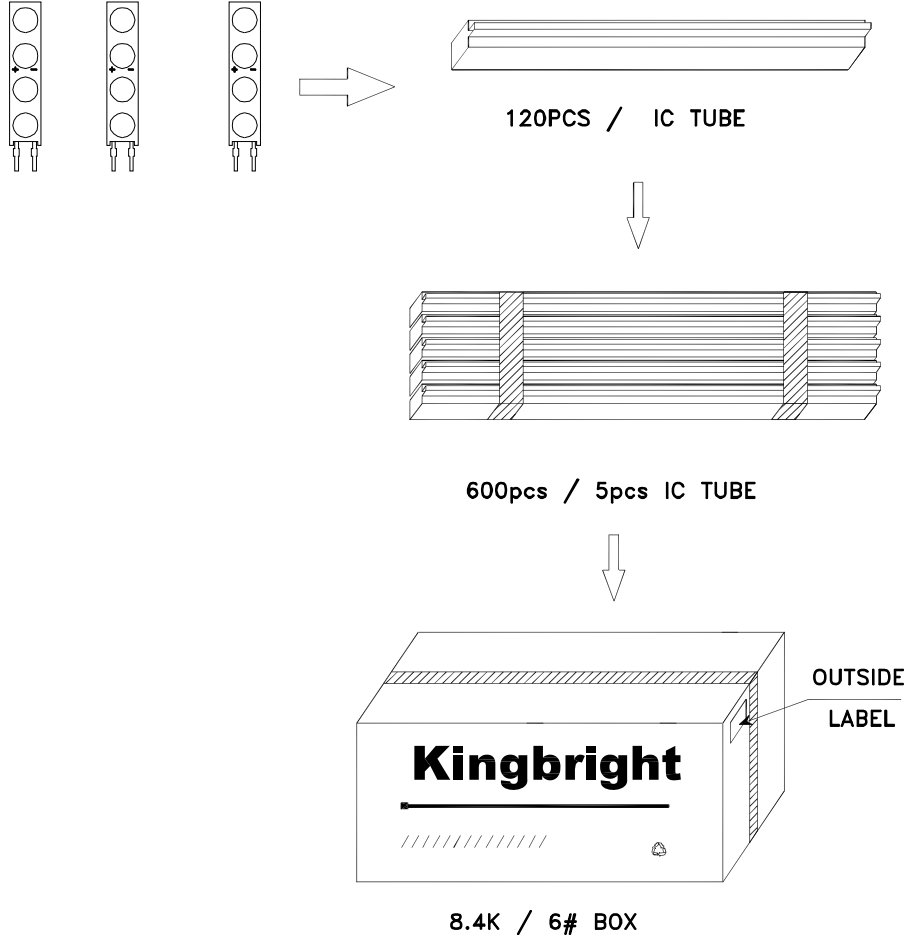 + -
+ -
+ -
120PCS / IC TUBE
600pcs / 5pcs IC TUBE
OUTSIDE
LABEL
Kingbright
8.4K / 6# BOX